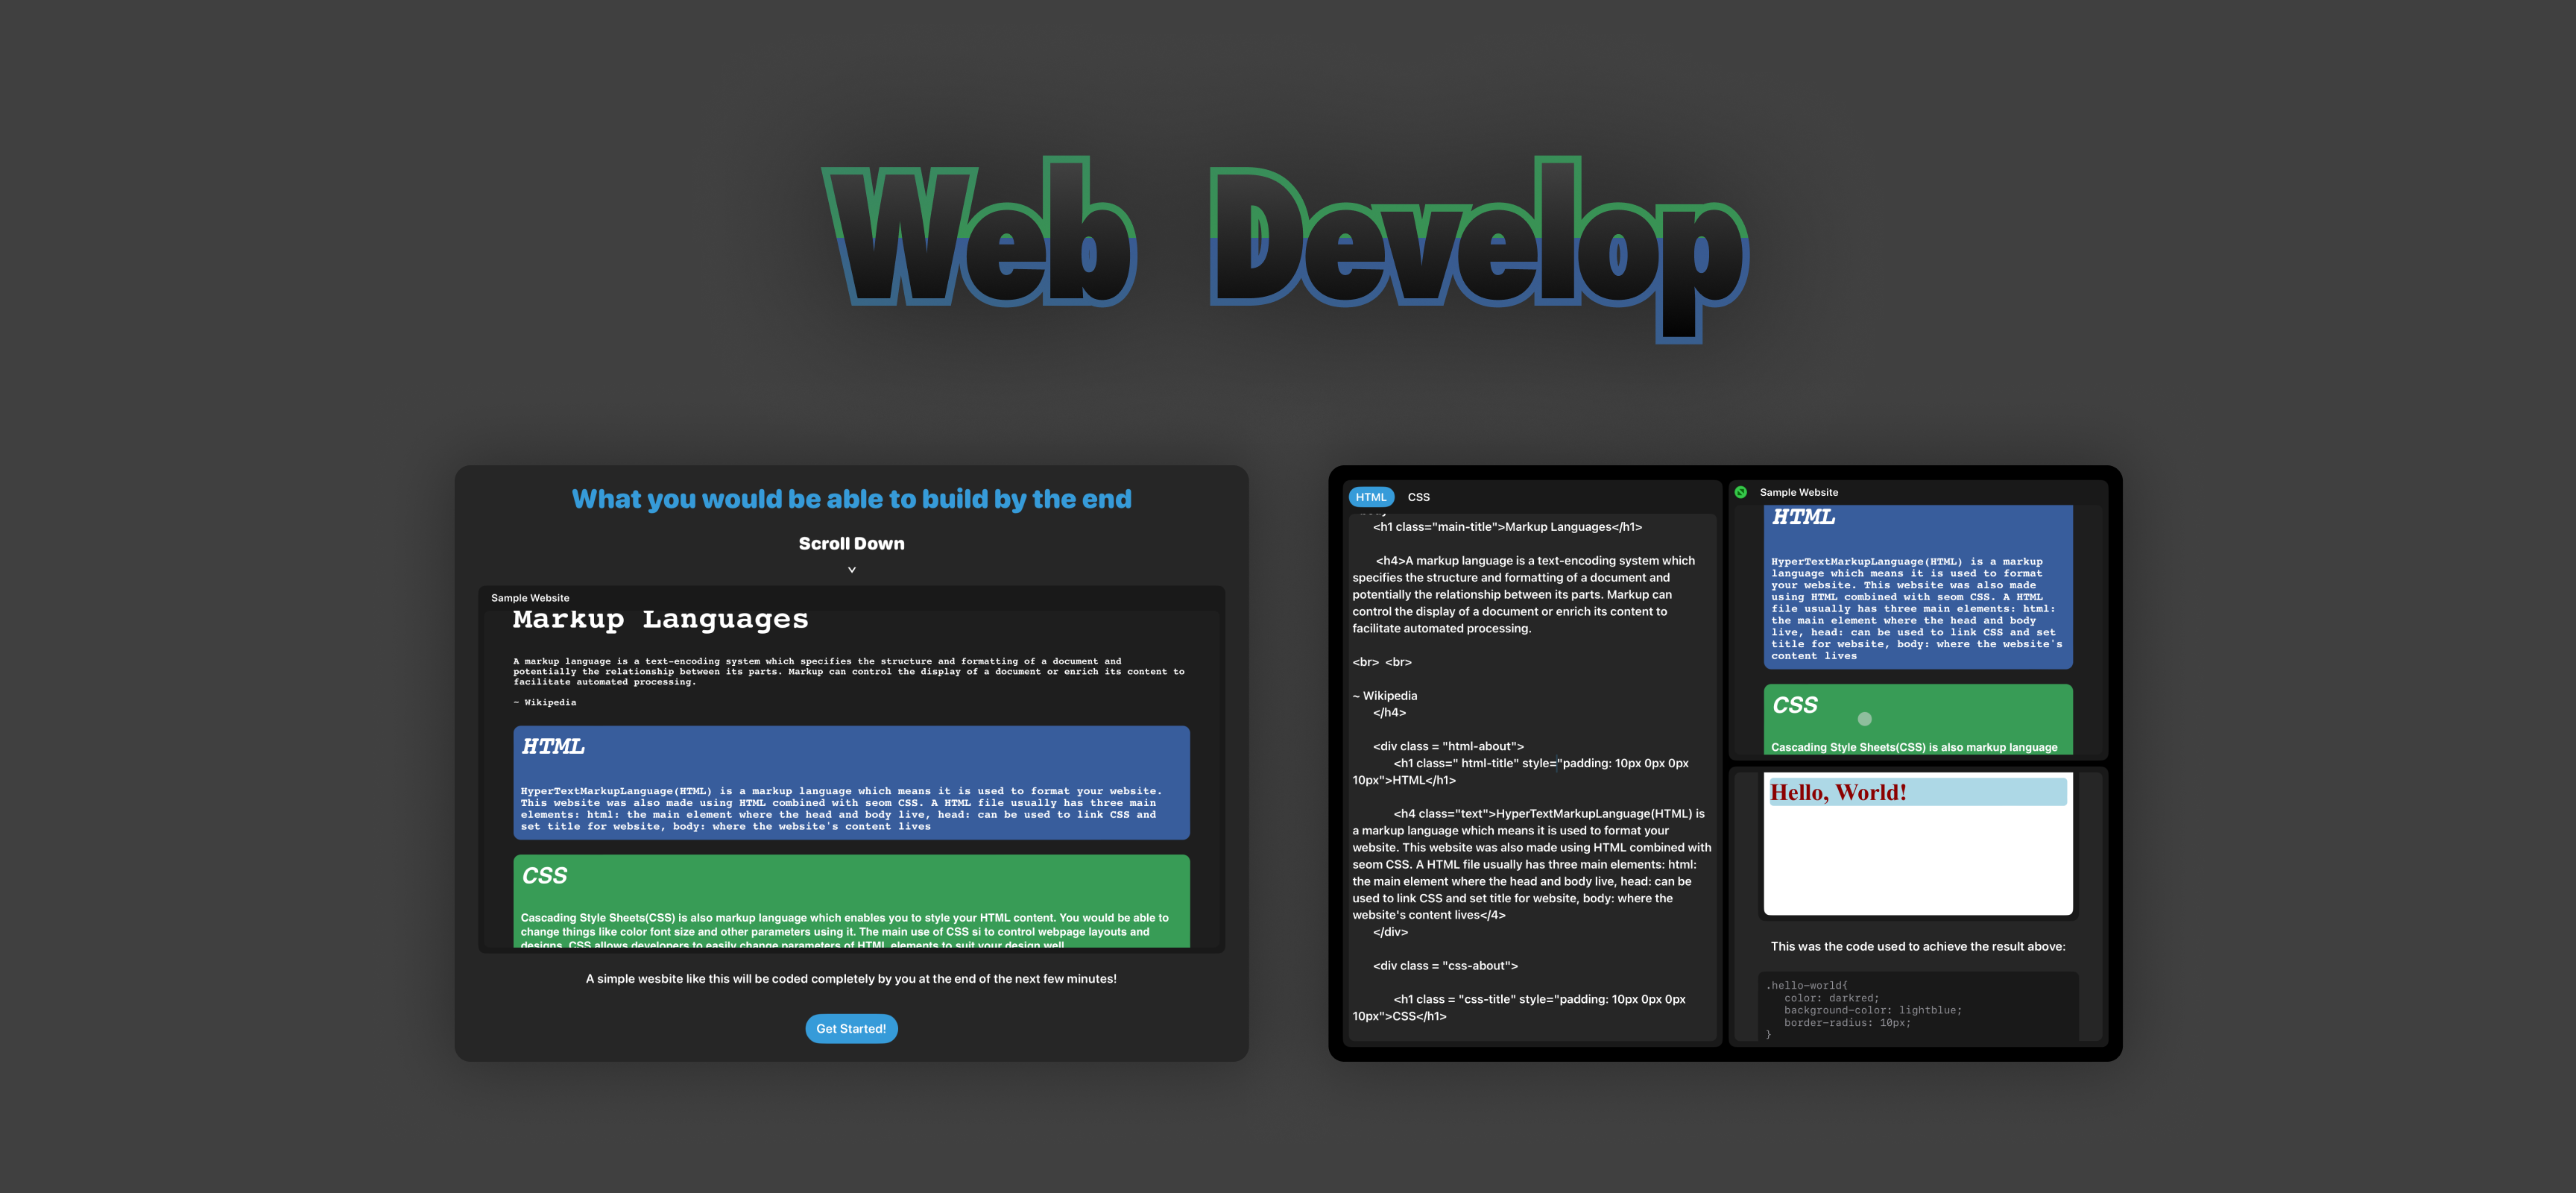 Web Develop
What you would be able to build by the end
Scroll Down
Sample Website
Markup Languages
A markup language is a text-encoding system which specifies the structure and formatting of a document and
potentially the relationship between its parts. Markup can control the display of a document or enrich its content to
facilitate automated processing.
~ Wikipedia
HTML
HyperTextMarkupLanguage(HTML) is a markup language which means it is used to format your website.
This website was also made using HTML combined with seom CSS. A HTML file usually has three main
elements: html: the main element where the head and body live, head: can be used to link CSS and
set title for website, body: where the website's content lives
CSS
Cascading Style Sheets(CSS) is also markup language which enables you to style your HTML content. You would be able to
change things like color font size and other parameters using it. The main use of CSS si to control webpage layouts and
designs. CSS allows developers to easily change parameters of HTML elements to suit your design well
A simple wesbite like this will be coded completely by you at the end of the next few minutes!
Get Started!
HTML CSS
<h1 class="main-title">Markup Languages</h1>
<h4>A markup language is a text-encoding system which
specifies the structure and formatting of a document and
potentially the relationship between its parts. Markup can
control the display of a document or enrich its content to
facilitate automated processing.
<br> <br>
~ Wikipedia
</h4>
<div class = "html-about">
<h1 class=" html-title" style="padding: 10px 0px 0px
10px">HTML</h1>
<h4 class="text">HyperTextMarkupLanguage(HTML) is
a markup language which means it is used to format your
website. This website was also made using HTML combined with
seom CSS. A HTML file usually has three main elements: html:
the main element where the head and body live, head: can be
used to link CSS and set title for website, body: where the
website's content lives</4>
</div>
<div class = "css-about">
<h1 class = "css-title" style="padding: 10px 0px 0px
10px">CSS</h1>
Sample Website
HTML
HyperTextMarkupLanguage(HTML) is a markup
language which means it is used to format
your website. This website was also made
using HTML combined with seom CSS. A HTML
file usually has three main elements: html:
the main element where the head and body
live, head: can be used to link CSS and set
title for website, body: where the website's
content lives
CSS
Cascading Style Sheets(CSS) is also markup language
Hello, World!
This was the code used to achieve the result above:
.hello-world{
color: darkred;
background-color: lightblue;
border-radius: 10px;
}